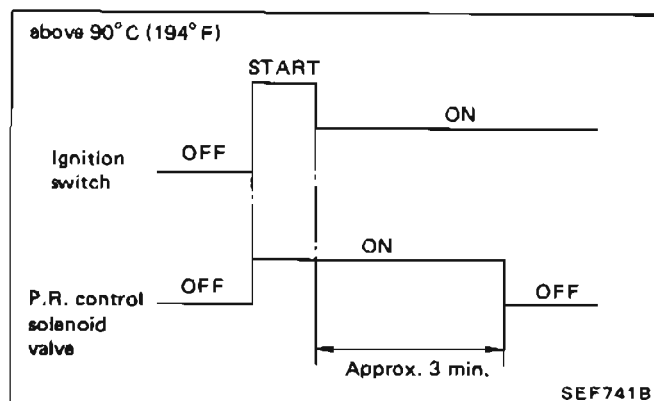 above 90°C (194°F)
START
ON
OFF
Ignition
switch
ON
OFF
OFF
P.R. control
solenoid
valve
Approx. 3 min.
SEF741B